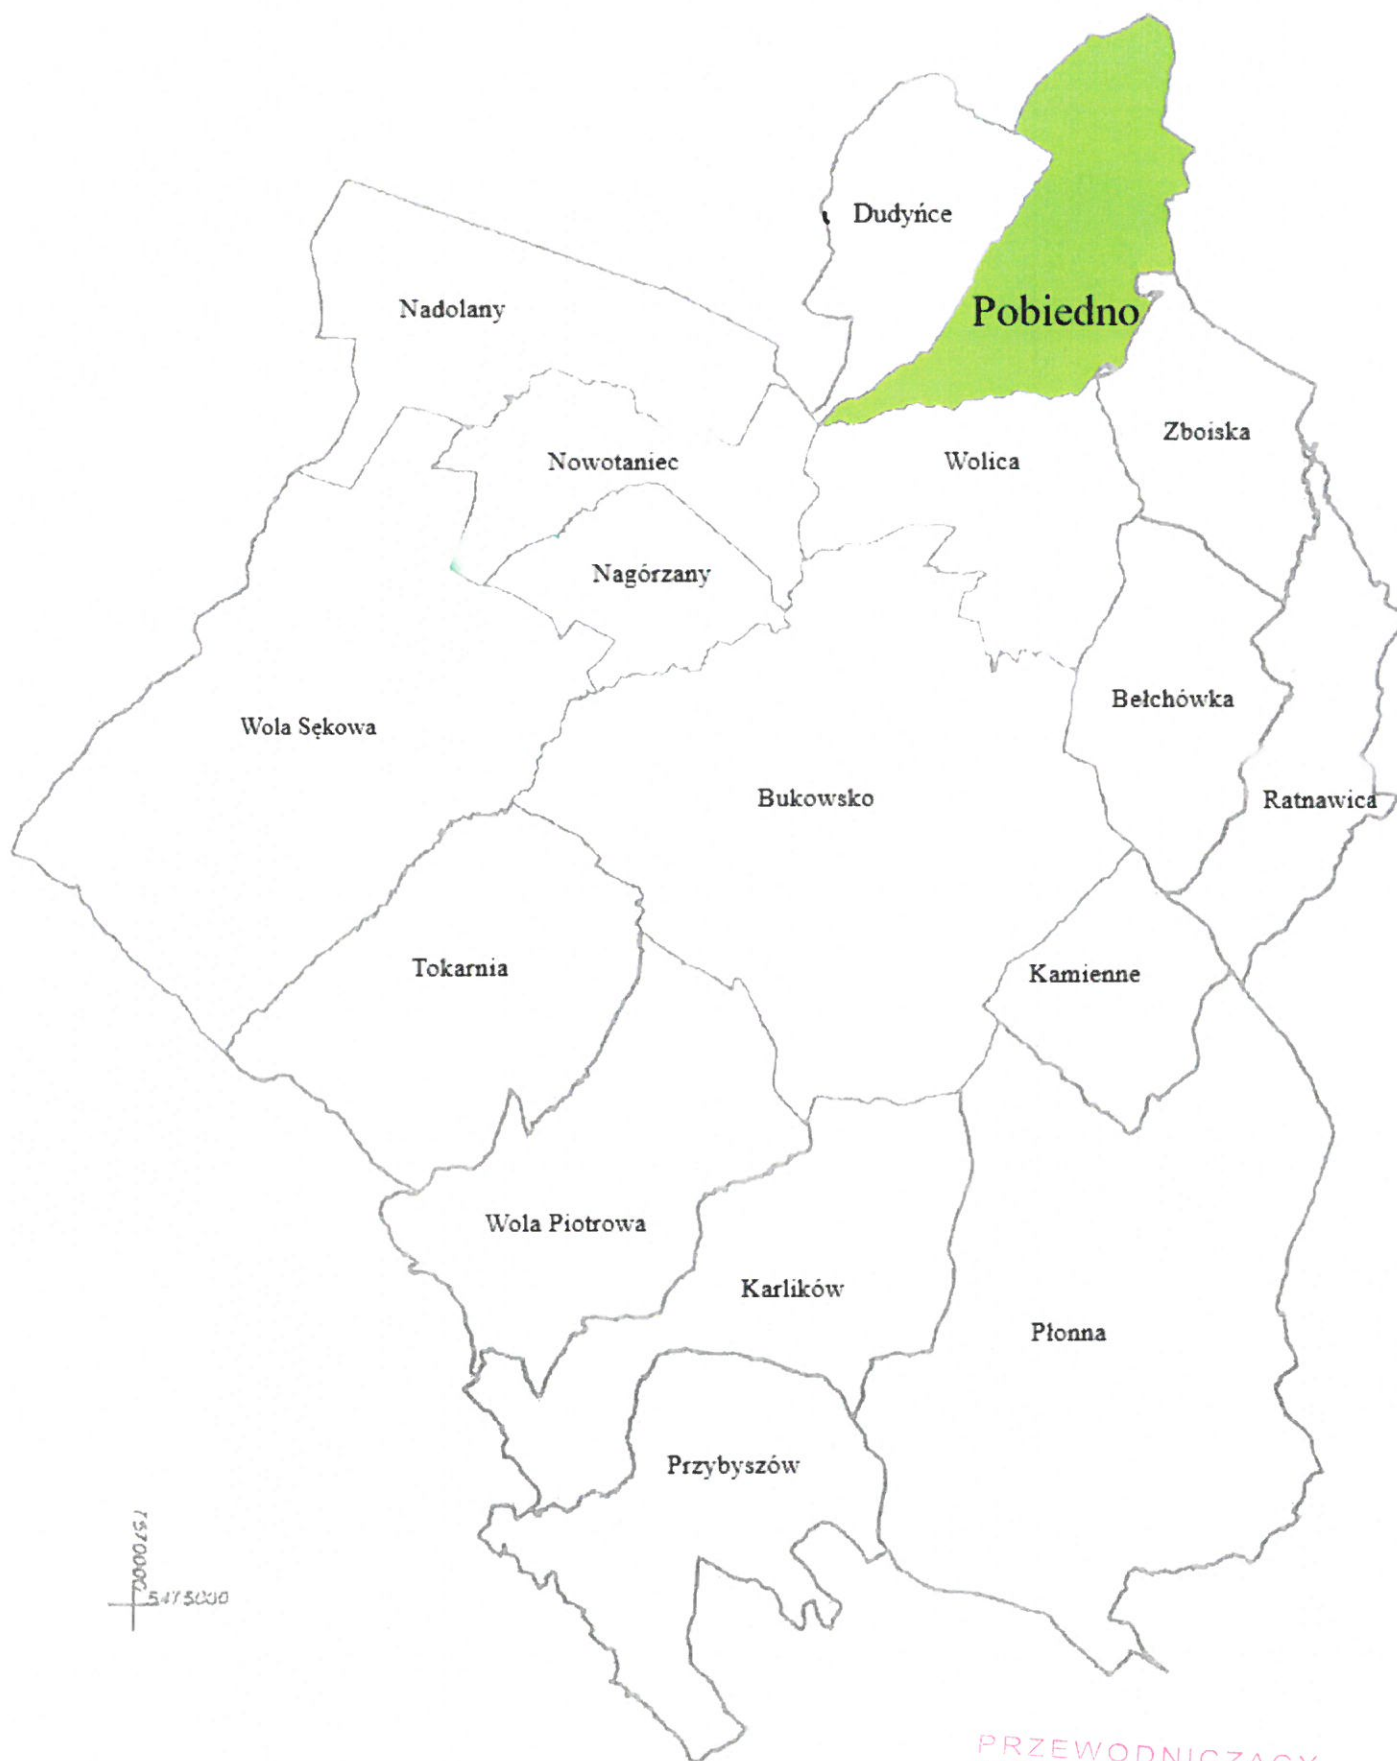 Dudyńce
Nadolany
Pobiedno
Zboiska
Nowotaniec
Wolica
Nagórzany
Bełchówka
Wola Sękowa
Bukowsko
Ratnawica
Tokarnia
Kamienne
Wola Piotrowa
Karlików
Płonna
Przybyszów
7570000
5475000
PRZEWODNICZĄCY